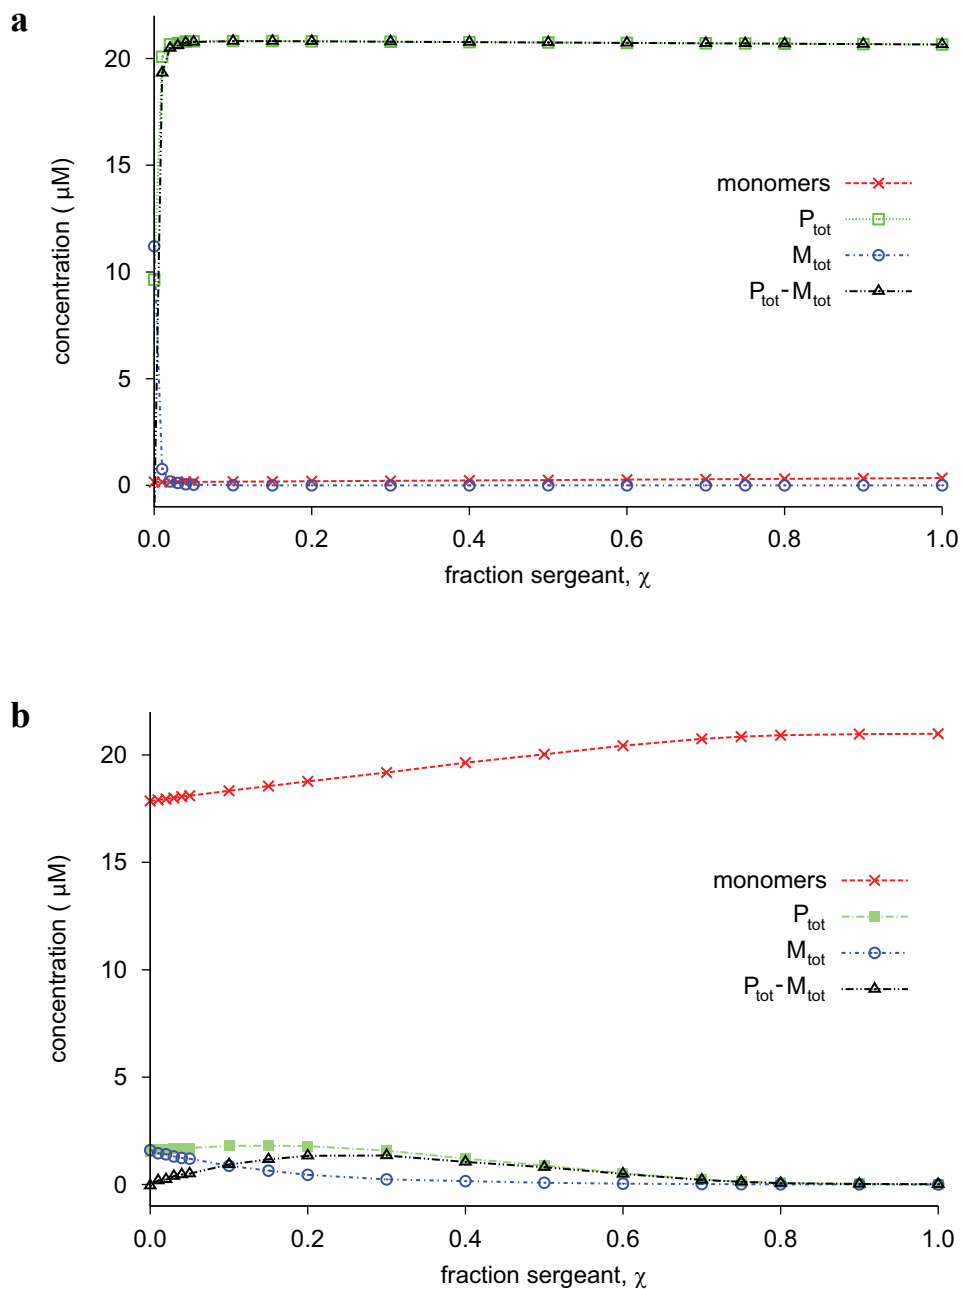 a
concentration ( μM)
20
15
10
5
0
monomers
P_tot
M_tot
P_tot-M_tot
0.0 0.2 0.4 0.6 0.8 1.0
fraction sergeant, χ
b
concentration ( μM)
20
15
10
5
0
monomers
P_tot
M_tot
P_tot-M_tot
0.0 0.2 0.4 0.6 0.8 1.0
fraction sergeant, χ